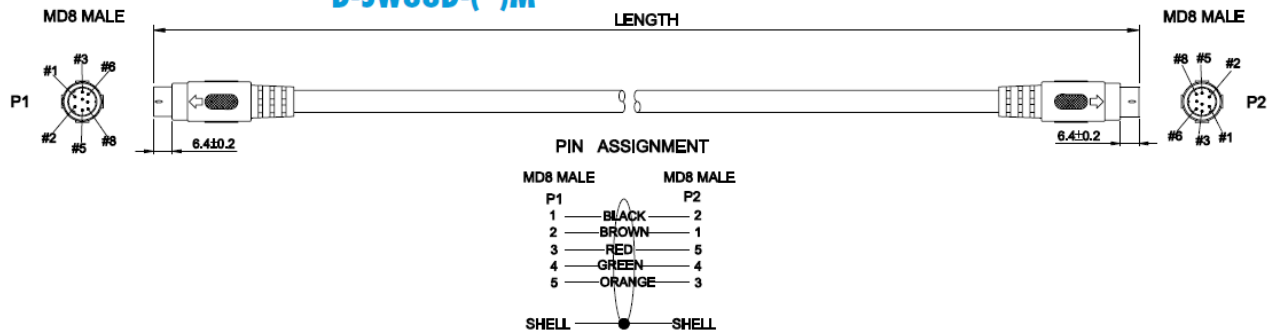 MD8 MALE
LENGTH
MD8 MALE
#3
#1
#6
P1
#2
#5
#8
6.4±0.2
#8 #5
#2
P2
#6
#3 #1
6.4±0.2
PIN ASSIGNMENT
MD8 MALE MD8 MALE
P1 P2
1 BLACK 2
2 BROWN 1
3 RED 5
4 GREEN 4
5 ORANGE 3
SHELL SHELL